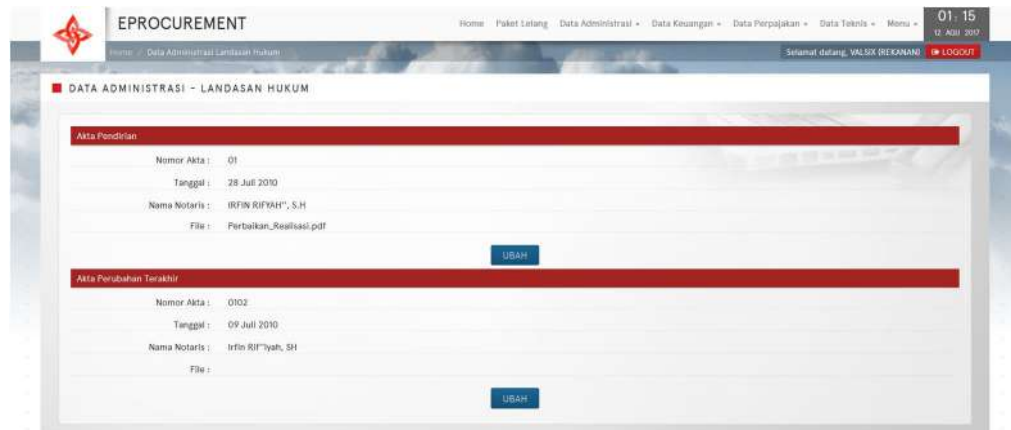 EPROCUREMENT
Home Paket Lelang Data Administrasi Data Keuangan Data Perpajakan Data Teknis Menu
01: 15
12 AGU 2017
Home / Data Administrasi Landasan Hukum
Selamat datang, VALSIX (REKANAN) LOGOUT
DATA ADMINISTRASI - LANDASAN HUKUM
Akta Pendirian
Nomor Akta : 01
Tanggal : 28 Juli 2010
Nama Notaris : IRFIN RIFYAH", S.H
File : Perbaikan_Realisasi.pdf
UBAH
Akta Perubahan Terakhir
Nomor Akta : 0102
Tanggal : 09 Juli 2010
Nama Notaris : Irfin Rif"iyah, SH
File :
UBAH